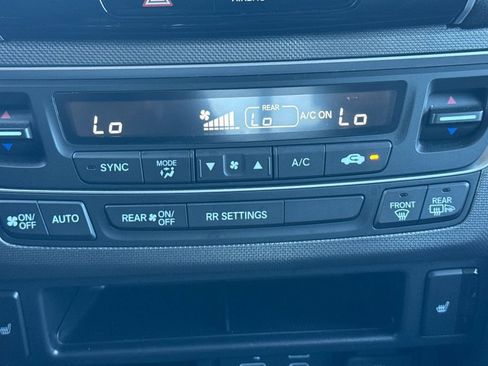 REAR
Lo Lo A/C ON Lo
SYNC MODE A/C
ON/OFF AUTO REAR ON/OFF RR SETTINGS FRONT REAR